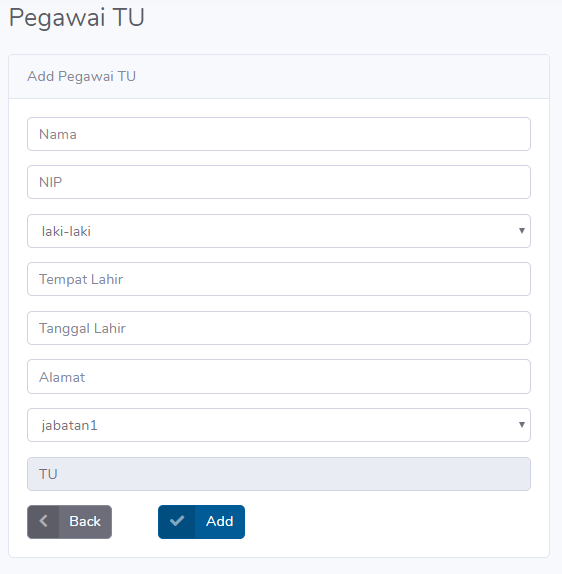 Pegawai TU
Add Pegawai TU
Nama
NIP
laki-laki
Tempat Lahir
Tanggal Lahir
Alamat
jabatan1
TU
Back
Add